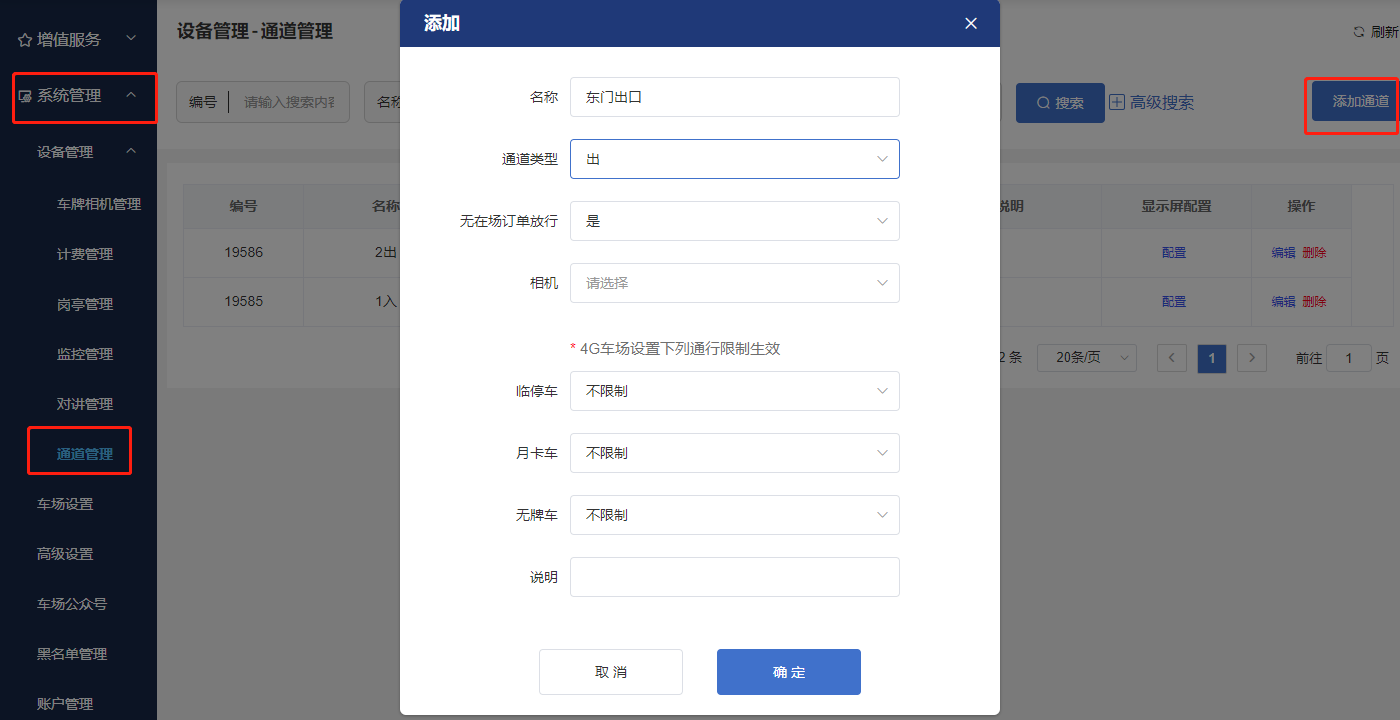 增值服务
系统管理
设备管理
车牌相机管理
计费管理
岗亭管理
监控管理
对讲管理
通道管理
车场设置
高级设置
车场公众号
黑名单管理
账户管理
设备管理-通道管理
刷新
编号 请输入搜索内容
名称
搜索
高级搜索
添加通道
编号 名称 说明 显示屏配置 操作
19586 2出 配置 编辑 删除
19585 1入 配置 编辑 删除
2 条 20条/页 1 前往 1 页
添加
名称 东门出口
通道类型 出
无在场订单放行 是
相机 请选择
* 4G车场设置下列通行限制生效
临停车 不限制
月卡车 不限制
无牌车 不限制
说明
取 消 确 定